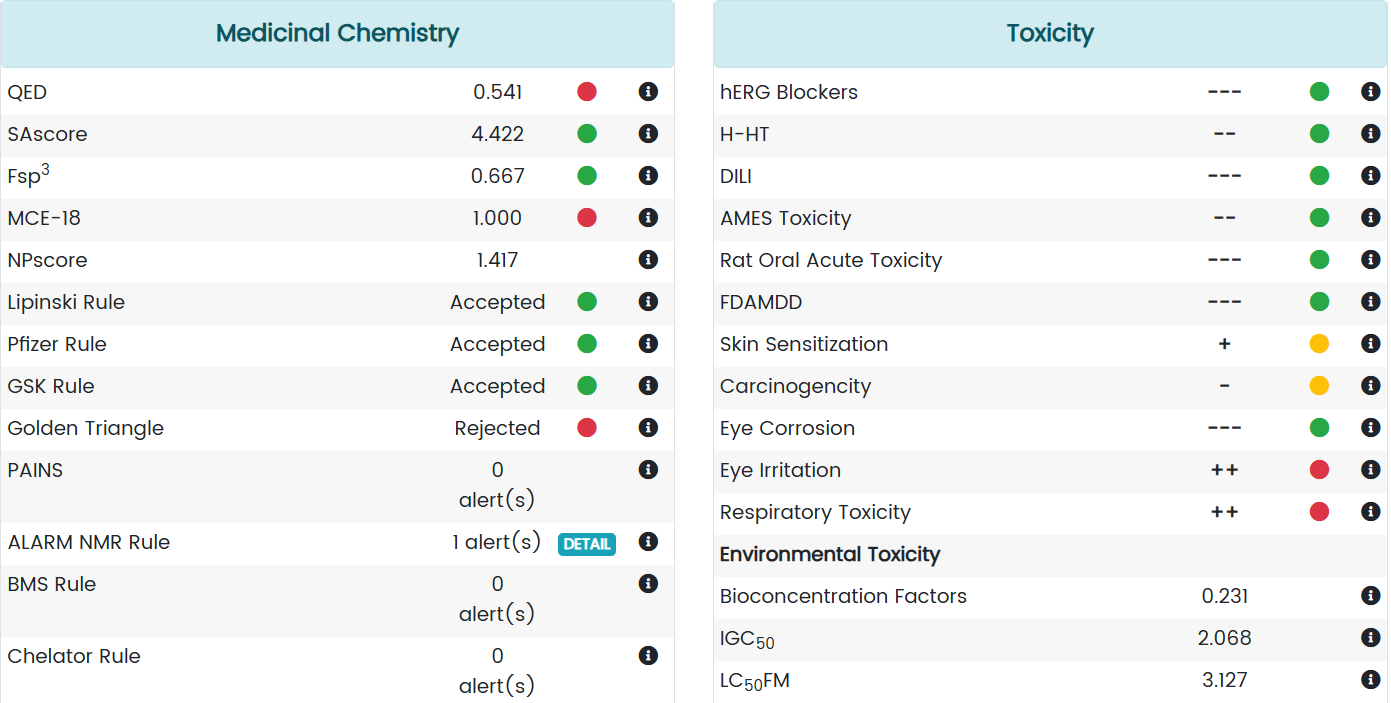 Medicinal Chemistry
QED 0.541
SAscore 4.422
Fsp3 0.667
MCE-18 1.000
NPscore 1.417
Lipinski Rule Accepted
Pfizer Rule Accepted
GSK Rule Accepted
Golden Triangle Rejected
PAINS 0
alert(s)
ALARM NMR Rule 1 alert(s) DETAIL
BMS Rule 0
alert(s)
Chelator Rule 0
alert(s)
Toxicity
hERG Blockers ---
H-HT --
DILI ---
AMES Toxicity --
Rat Oral Acute Toxicity ---
FDAMDD ---
Skin Sensitization +
Carcinogencity -
Eye Corrosion ---
Eye Irritation ++
Respiratory Toxicity ++
Environmental Toxicity
Bioconcentration Factors 0.231
IGC50 2.068
LC50FM 3.127